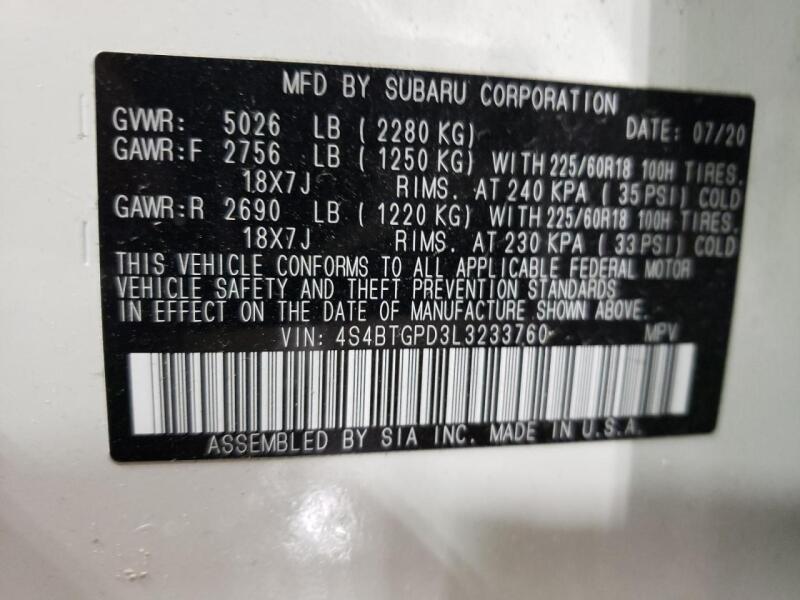 MFD BY SUBARU CORPORATION
GVWR: 5026 LB (2280 KG) DATE: 07/20
GAWR:F 2756 LB (1250 KG) WITH 225/60R18 100H TIRES.
18X7J RIMS. AT 240 KPA (35 PSI) COLD
GAWR:R 2690 LB (1220 KG) WITH 225/60R18 100H TIRES.
18X7J RIMS. AT 230 KPA (33 PSI) COLD
THIS VEHICLE CONFORMS TO ALL APPLICABLE FEDERAL MOTOR
VEHICLE SAFETY AND THEFT PREVENTION STANDARDS
IN EFFECT ON THE DATE OF MANUFACTURE SHOWN ABOVE.
VIN: 4S4BTGPD3L3233760 MPV
ASSEMBLED BY SIA INC. MADE IN U.S.A.